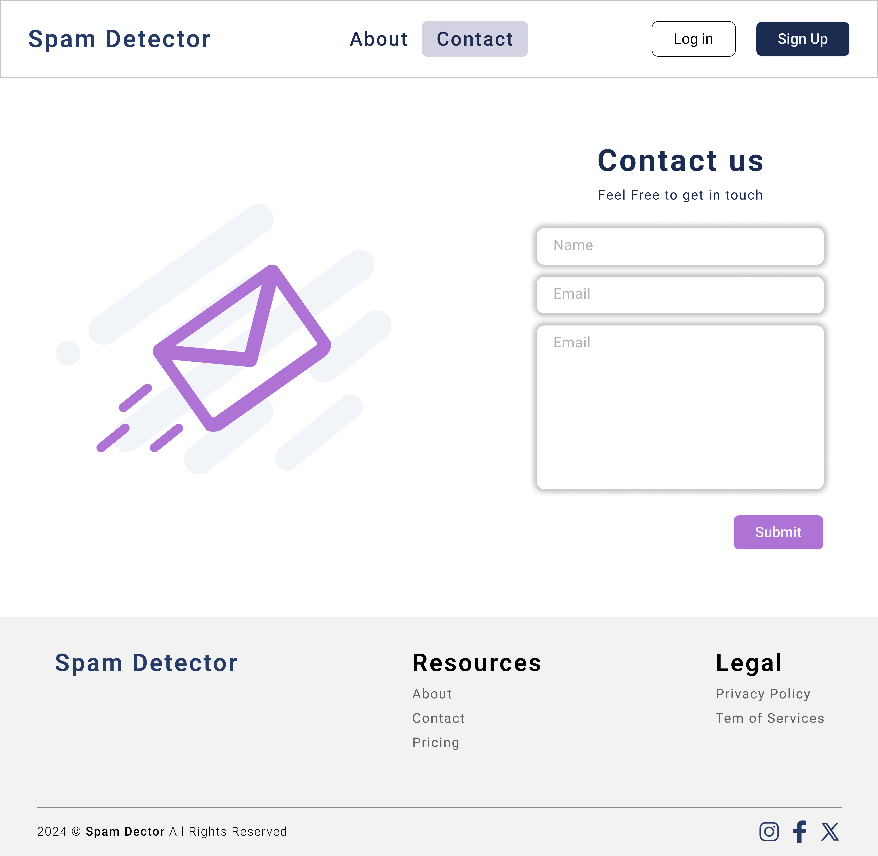 Spam Detector
About Contact
Log in Sign Up
Contact us
Feel Free to get in touch
Name
Email
Email
Submit
Spam Detector
Resources
About
Contact
Pricing
Legal
Privacy Policy
Tem of Services
2024 © Spam Dector All Rights Reserved